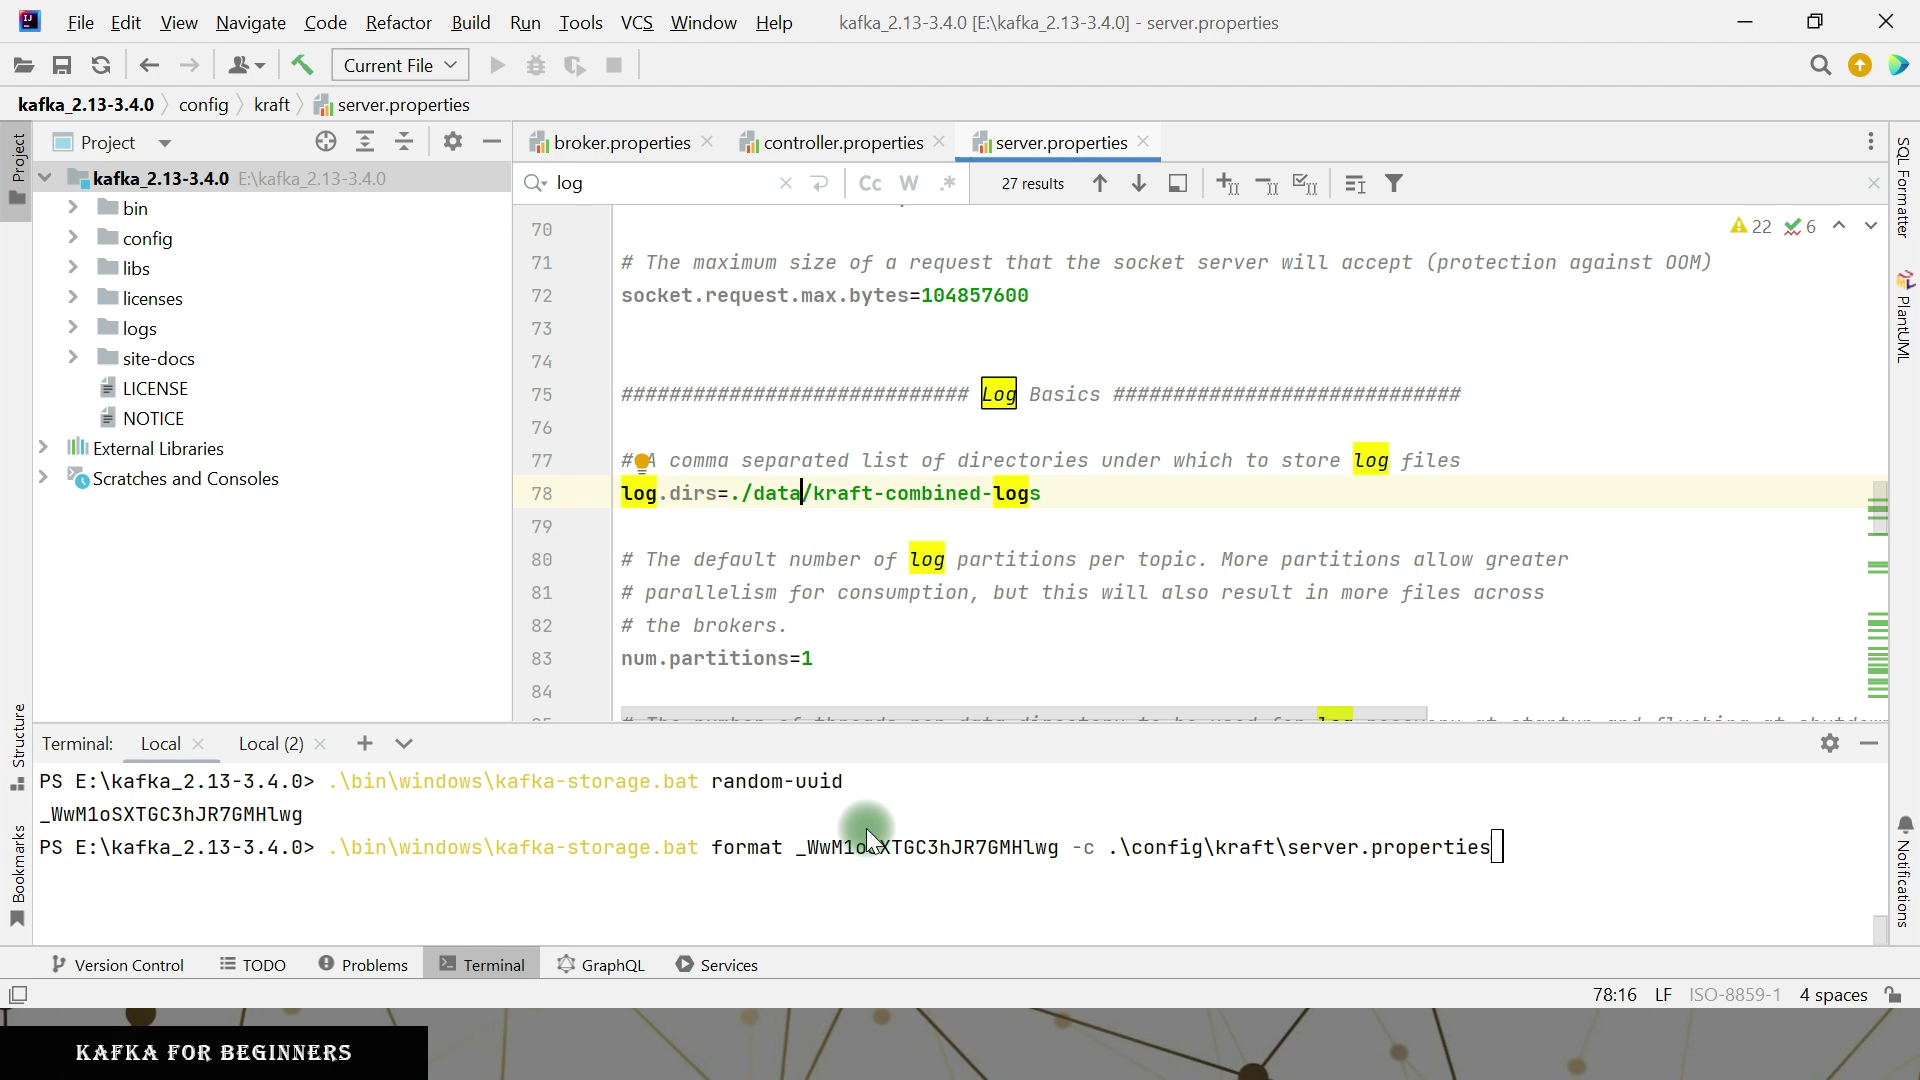 File Edit View Navigate Code Refactor Build Run Tools VCS Window Help kafka_2.13-3.4.0 [E:\kafka_2.13-3.4.0] - server.properties
Current File
kafka_2.13-3.4.0 config kraft server.properties
Project
Project
kafka_2.13-3.4.0 E:\kafka_2.13-3.4.0
bin
config
libs
licenses
logs
site-docs
LICENSE
NOTICE
External Libraries
Scratches and Consoles
Structure
Bookmarks
broker.properties controller.properties server.properties
log Cc W .* 27 results
22 6
70
71 # The maximum size of a request that the socket server will accept (protection against OOM)
72 socket.request.max.bytes=104857600
73
74
75 ############################# Log Basics #############################
76
77 # A comma separated list of directories under which to store log files
78 log.dirs=./data/kraft-combined-logs
79
80 # The default number of log partitions per topic. More partitions allow greater
81 # parallelism for consumption, but this will also result in more files across
82 # the brokers.
83 num.partitions=1
84
SQL Formatter
PlantUML
Notifications
Terminal: Local Local (2)
PS E:\kafka_2.13-3.4.0> .\bin\windows\kafka-storage.bat random-uuid
_WwM1oSXTGC3hJR7GMHlwg
PS E:\kafka_2.13-3.4.0> .\bin\windows\kafka-storage.bat format _WwM1oSXTGC3hJR7GMHlwg -c .\config\kraft\server.properties
Version Control TODO Problems Terminal GraphQL Services
78:16 LF ISO-8859-1 4 spaces
KAFKA FOR BEGINNERS